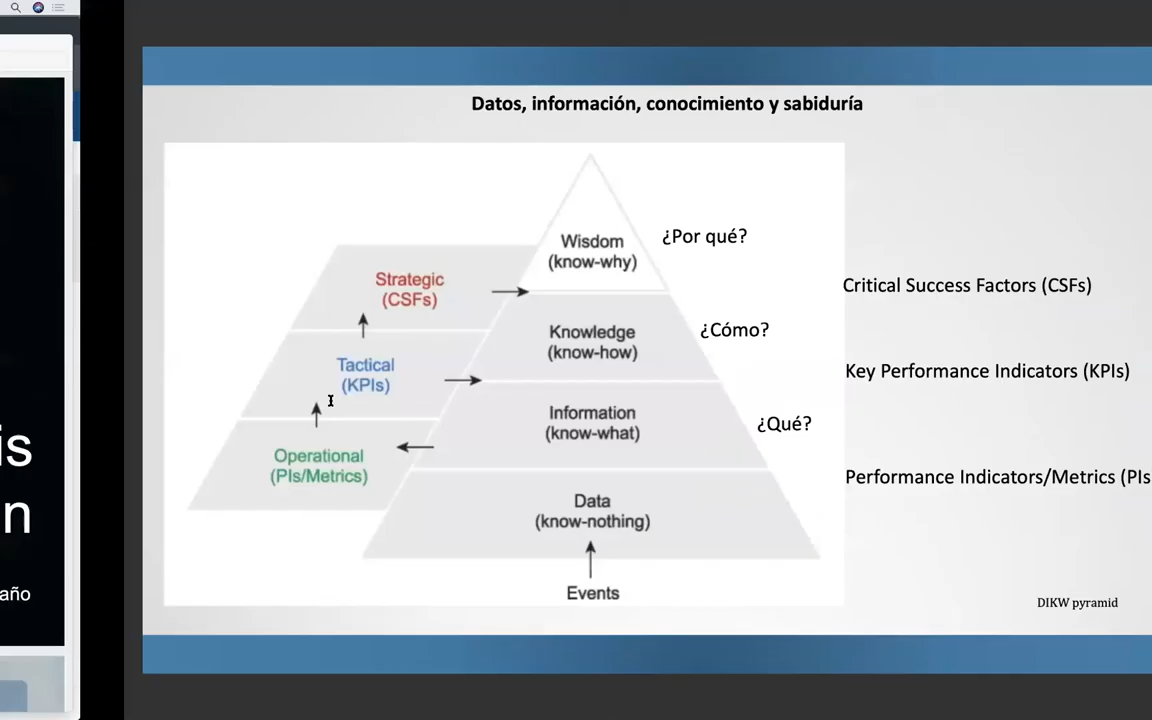 Datos, información, conocimiento y sabiduría
Wisdom
(know-why)
¿Por qué?
Strategic
(CSFs)
Critical Success Factors (CSFs)
Knowledge
(know-how)
¿Cómo?
Tactical
(KPIs)
Key Performance Indicators (KPIs)
Information
(know-what)
¿Qué?
Operational
(PIs/Metrics)
Performance Indicators/Metrics (PIs
Data
(know-nothing)
Events
DIKW pyramid
is
n
año